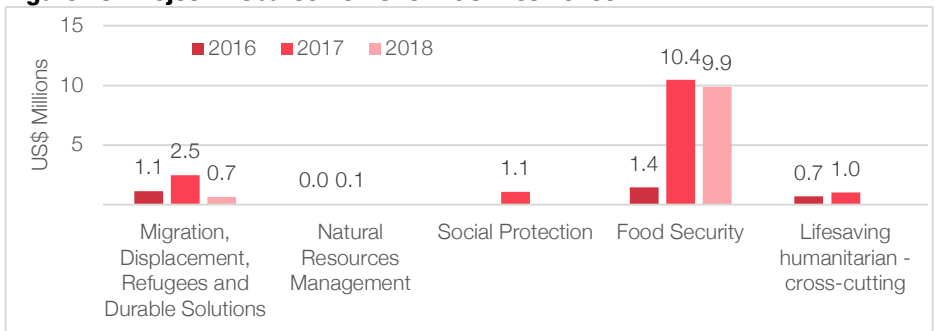 Figure
Project
15
2016 2017 2018
10.4 9.9
10
US$ Millions
5
1.1 2.5 0.7
0.0 0.1
1.1
1.4
0.7 1.0
Migration,
Displacement,
Refugees and
Durable Solutions
Natural
Resources
Management
Social Protection
Food Security
Lifesaving
humanitarian -
cross-cutting